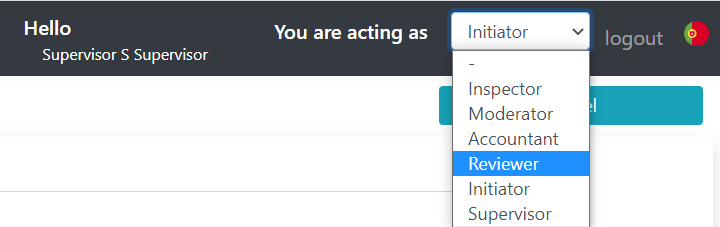 Hello
Supervisor S Supervisor
You are acting as
Initiator
logout
-
Inspector
Moderator
Accountant
Reviewer
Initiator
Supervisor